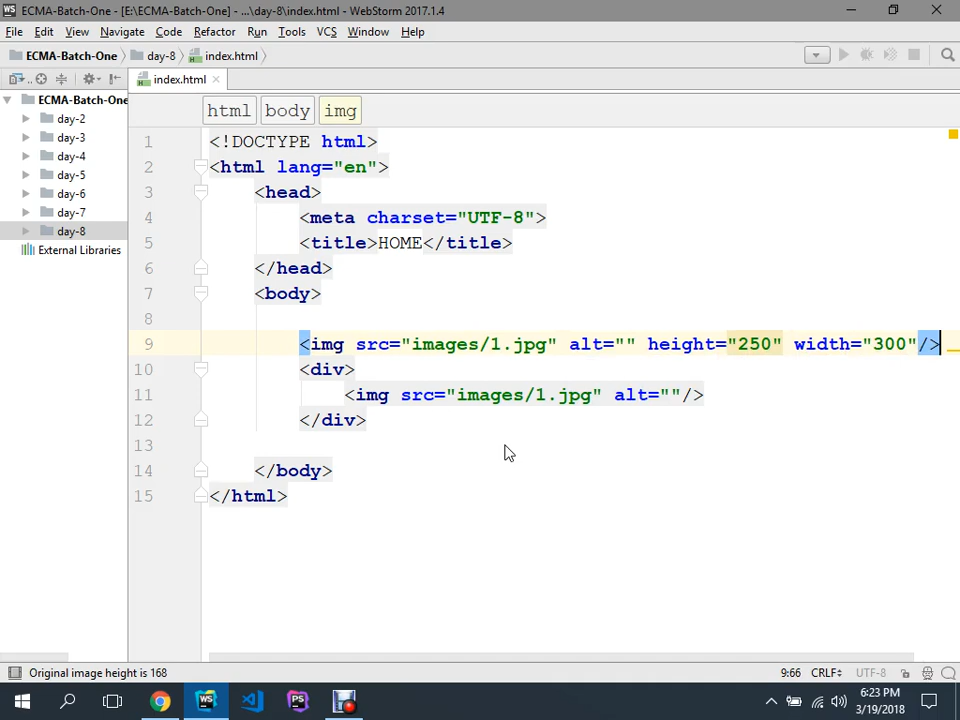 WS ECMA-Batch-One - [E:\ECMA-Batch-One] - ...\day-8\index.html - WebStorm 2017.1.4
File Edit View Navigate Code Refactor Run Tools VCS Window Help
ECMA-Batch-One day-8 index.html
index.html
ECMA-Batch-One
day-2
day-3
day-4
day-5
day-6
day-7
day-8
External Libraries
html body img
1 <!DOCTYPE html>
2 <html lang="en">
3 <head>
4 <meta charset="UTF-8">
5 <title>HOME</title>
6 </head>
7 <body>
8
9 <img src="images/1.jpg" alt="" height="250" width="300"/>
10 <div>
11 <img src="images/1.jpg" alt=""/>
12 </div>
13
14 </body>
15 </html>
Original image height is 168 9:66 CRLF UTF-8
WS PS 6:23 PM
3/19/2018